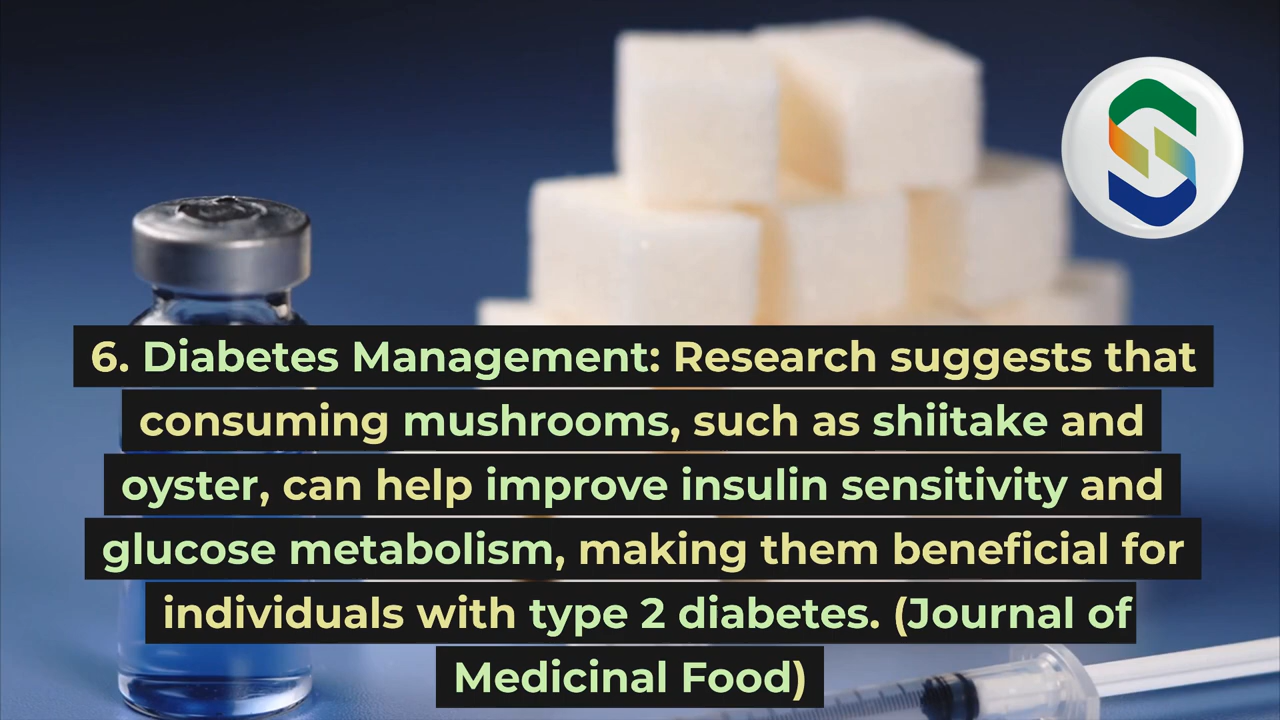 6. Diabetes Management: Research suggests that
consuming mushrooms, such as shiitake and
oyster, can help improve insulin sensitivity and
glucose metabolism, making them beneficial for
individuals with type 2 diabetes. (Journal of
Medicinal Food)